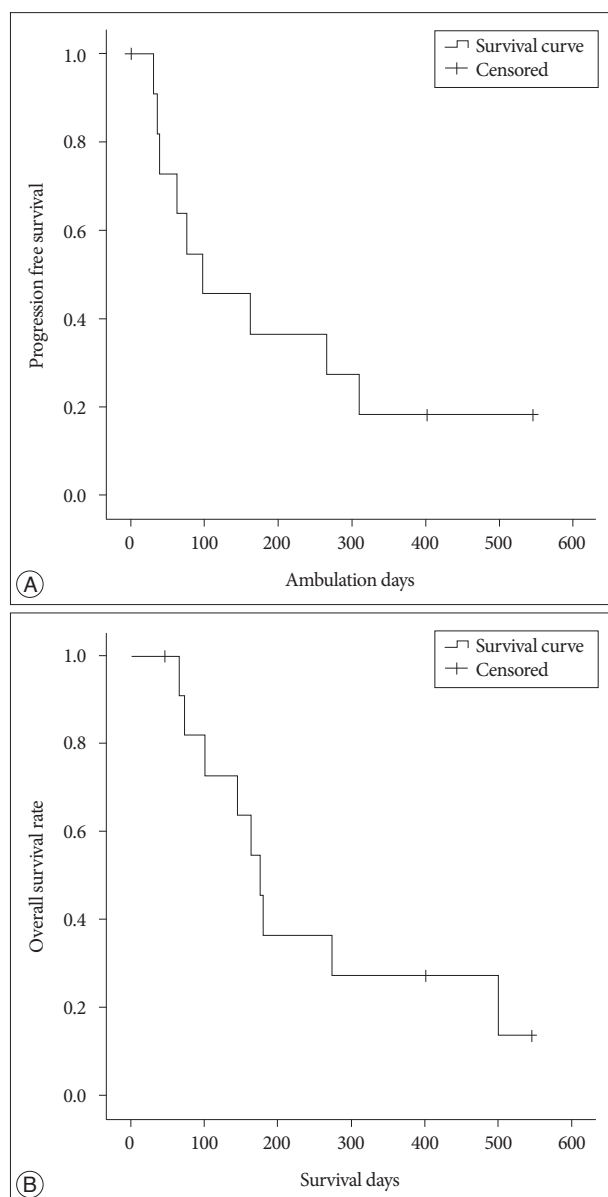 Survival curve
Censored
1.0
0.8
0.6
0.4
0.2
0.0
Progression free survival
0 100 200 300 400 500 600
Ambulation days
A
Survival curve
Censored
1.0
0.8
0.6
0.4
0.2
0.0
Overall survival rate
0 100 200 300 400 500 600
Survival days
B